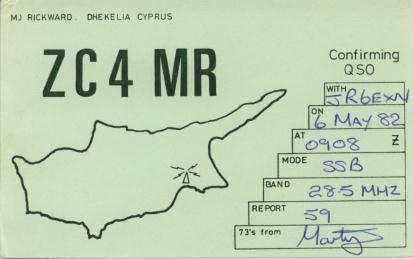 MJ RICKWARD. DHEKELIA CYPRUS
ZC4 MR
Confirming
QSO
WITH JR6EXN
ON 6 MAY 82
AT 0908 Z
MODE SSB
BAND 28.5 MHZ
REPORT 59
73's from Martyn